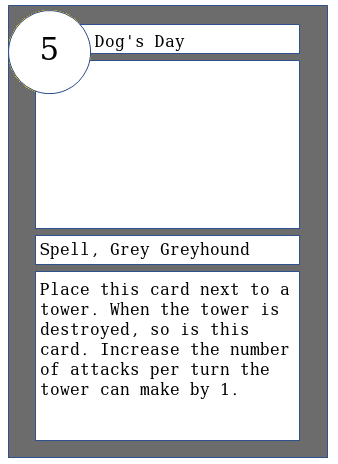 5
Dog's Day
Spell, Grey Greyhound
Place this card next to a
tower. When the tower is
destroyed, so is this
card. Increase the number
of attacks per turn the
tower can make by 1.